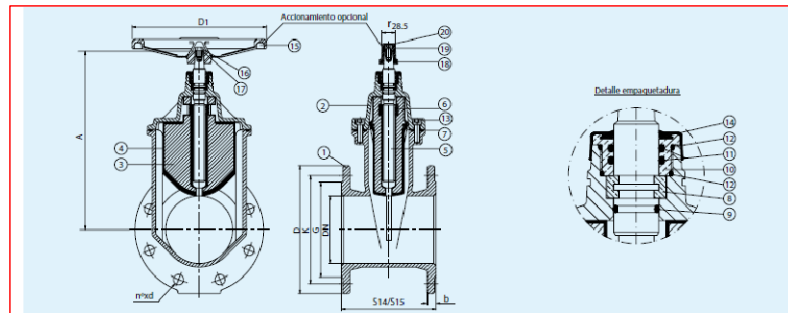 D1
Accionamiento opcional
r28.5
15
16
17
A
4
3
nºxd
20
19
18
2
6
13
7
5
1
D
K
G
DN
S14/S15
b
Detalle empaquetadura
14
12
11
10
12
8
9